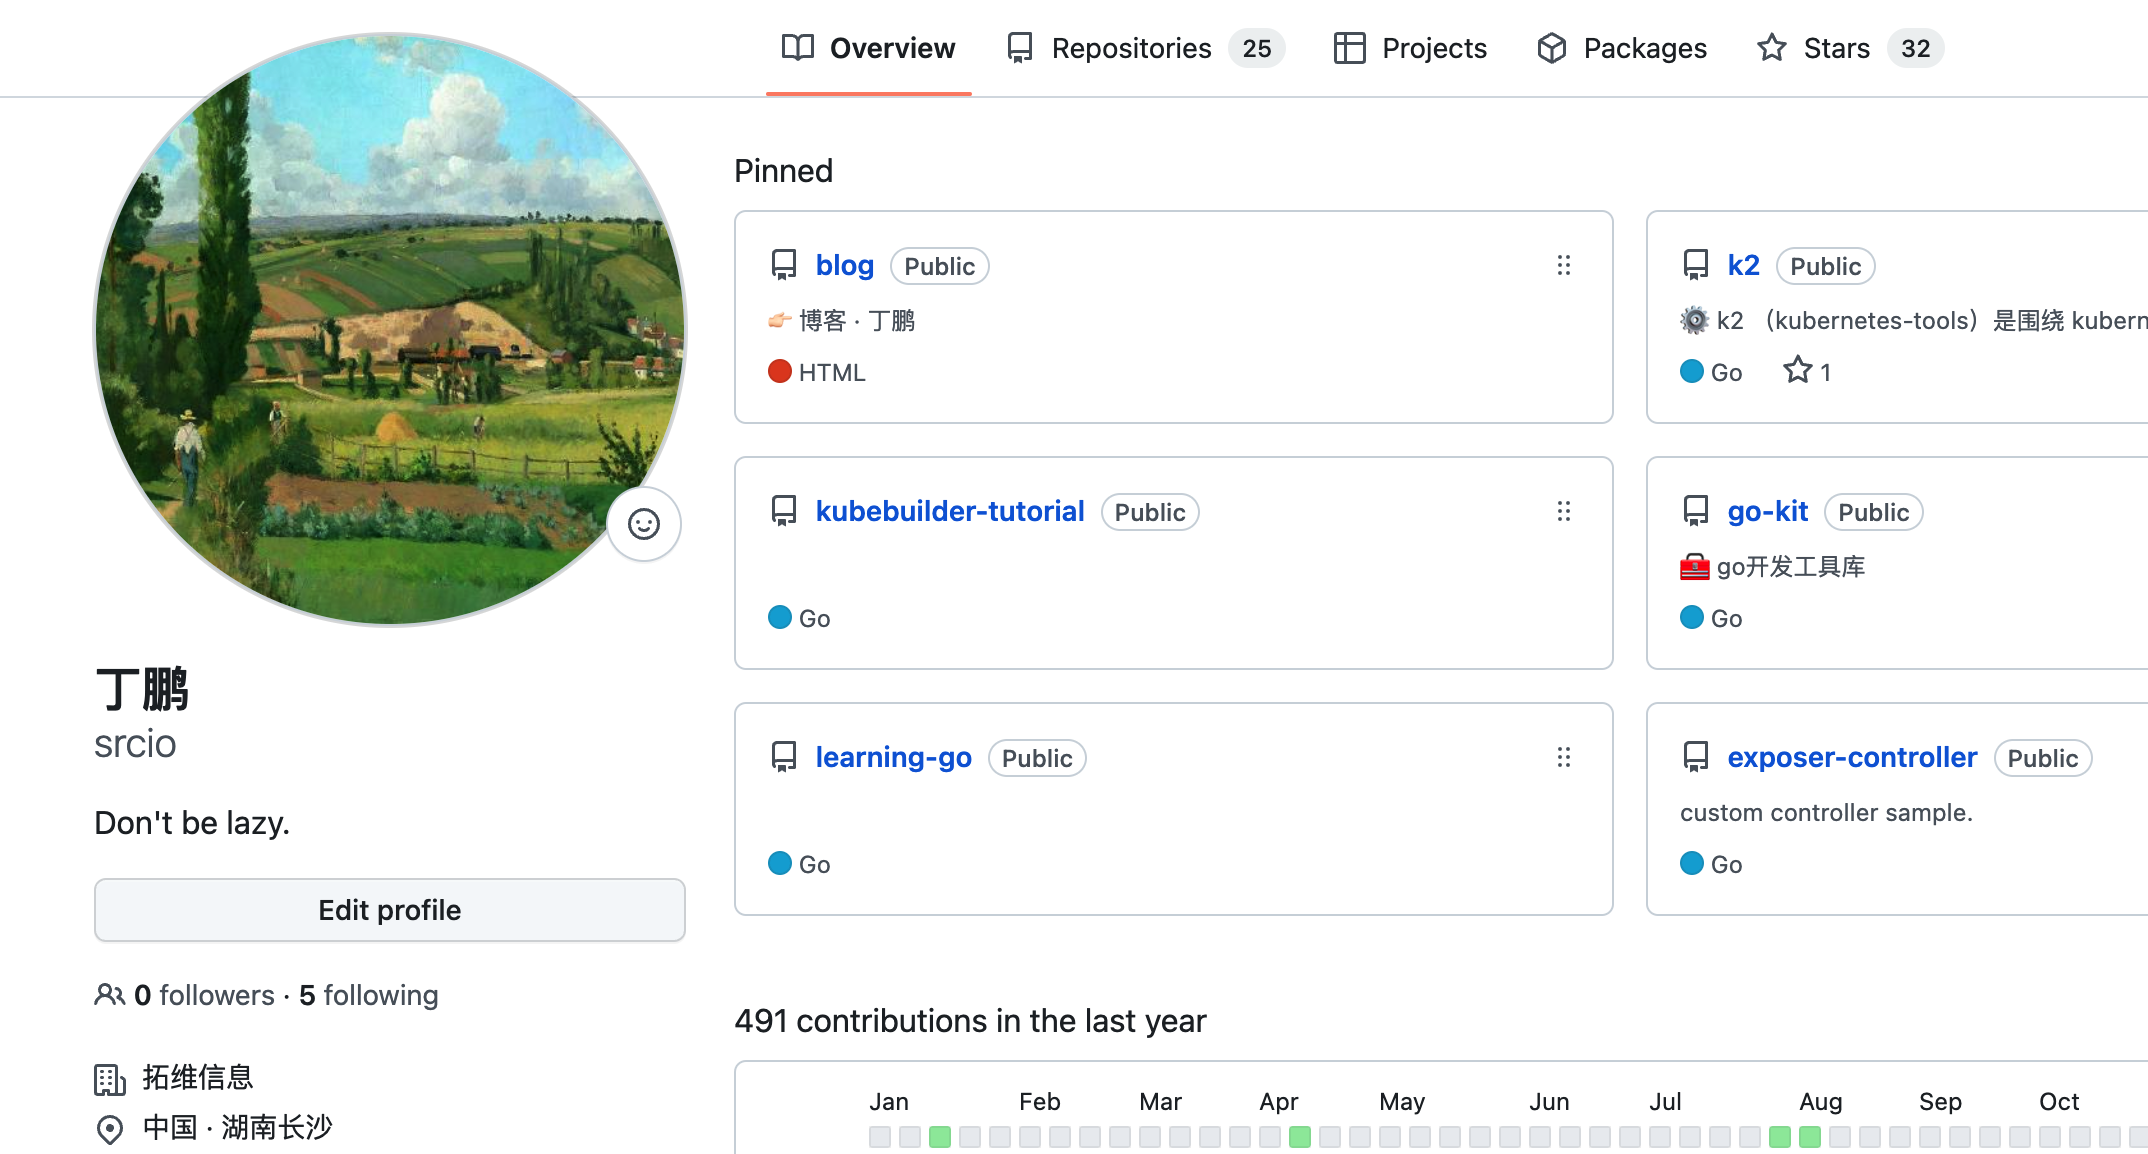 Overview Repositories 25 Projects Packages Stars 32
丁鹏
srcio
Don't be lazy.
Edit profile
0 followers · 5 following
拓维信息
中国 · 湖南长沙
Pinned
blog Public
👉🏻 博客 · 丁鹏
HTML
k2 Public
⚙️ k2 （kubernetes-tools）是围绕 kubern
Go 1
kubebuilder-tutorial Public
Go
go-kit Public
🧰 go开发工具库
Go
learning-go Public
Go
exposer-controller Public
custom controller sample.
Go
491 contributions in the last year
Jan Feb Mar Apr May Jun Jul Aug Sep Oct